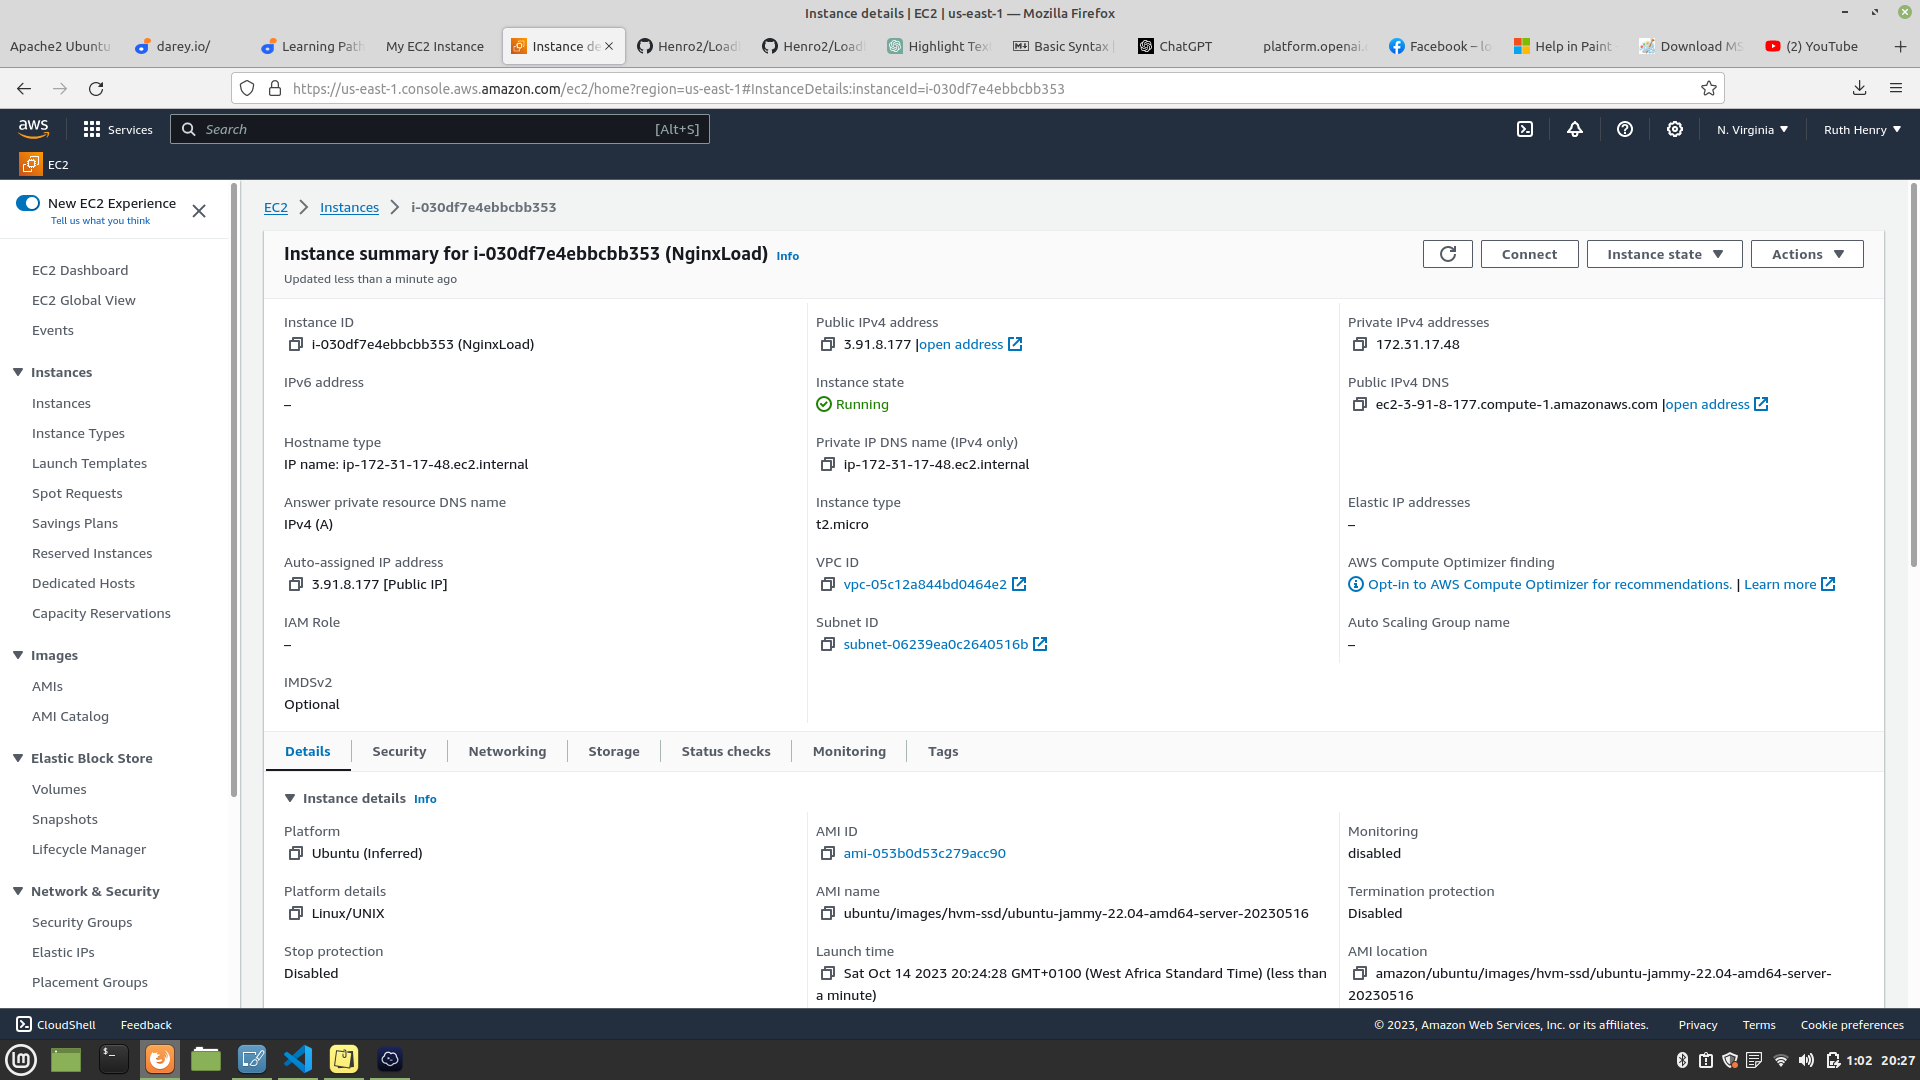 Instance details | EC2 | us-east-1 — Mozilla Firefox
Apache2 Ubuntu
darey.io/
Learning Path
My EC2 Instance
Instance de
Henro2/Load
Henro2/Load
Highlight Tex
Basic Syntax
ChatGPT
platform.openai.
Facebook – lo
Help in Paint
Download MS
(2) YouTube
https://us-east-1.console.aws.amazon.com/ec2/home?region=us-east-1#InstanceDetails:instanceId=i-030df7e4ebbcbb353
aws
Services
Search
[Alt+S]
N. Virginia
Ruth Henry
EC2
New EC2 Experience
Tell us what you think
EC2 Dashboard
EC2 Global View
Events
Instances
Instances
Instance Types
Launch Templates
Spot Requests
Savings Plans
Reserved Instances
Dedicated Hosts
Capacity Reservations
Images
AMIs
AMI Catalog
Elastic Block Store
Volumes
Snapshots
Lifecycle Manager
Network & Security
Security Groups
Elastic IPs
Placement Groups
EC2
Instances
i-030df7e4ebbcbb353
Instance summary for i-030df7e4ebbcbb353 (NginxLoad) Info
Updated less than a minute ago
Connect
Instance state
Actions
Instance ID
i-030df7e4ebbcbb353 (NginxLoad)
Public IPv4 address
3.91.8.177 |open address
Private IPv4 addresses
172.31.17.48
IPv6 address
–
Instance state
Running
Public IPv4 DNS
ec2-3-91-8-177.compute-1.amazonaws.com |open address
Hostname type
IP name: ip-172-31-17-48.ec2.internal
Private IP DNS name (IPv4 only)
ip-172-31-17-48.ec2.internal
Answer private resource DNS name
IPv4 (A)
Instance type
t2.micro
Elastic IP addresses
–
Auto-assigned IP address
3.91.8.177 [Public IP]
VPC ID
vpc-05c12a844bd0464e2
AWS Compute Optimizer finding
Opt-in to AWS Compute Optimizer for recommendations. | Learn more
IAM Role
–
Subnet ID
subnet-06239ea0c2640516b
Auto Scaling Group name
–
IMDSv2
Optional
Details
Security
Networking
Storage
Status checks
Monitoring
Tags
Instance details Info
Platform
Ubuntu (Inferred)
AMI ID
ami-053b0d53c279acc90
Monitoring
disabled
Platform details
Linux/UNIX
AMI name
ubuntu/images/hvm-ssd/ubuntu-jammy-22.04-amd64-server-20230516
Termination protection
Disabled
Stop protection
Disabled
Launch time
Sat Oct 14 2023 20:24:28 GMT+0100 (West Africa Standard Time) (less than
a minute)
AMI location
amazon/ubuntu/images/hvm-ssd/ubuntu-jammy-22.04-amd64-server-
20230516
CloudShell
Feedback
© 2023, Amazon Web Services, Inc. or its affiliates.
Privacy
Terms
Cookie preferences
1:02
20:27